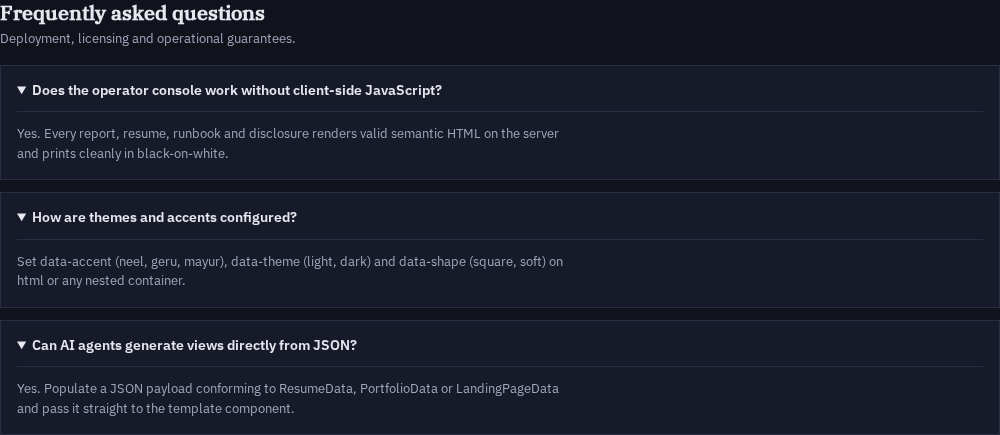 Frequently asked questions
Deployment, licensing and operational guarantees.
Does the operator console work without client-side JavaScript?
Yes. Every report, resume, runbook and disclosure renders valid semantic HTML on the server
and prints cleanly in black-on-white.
How are themes and accents configured?
Set data-accent (neel, geru, mayur), data-theme (light, dark) and data-shape (square, soft) on
html or any nested container.
Can AI agents generate views directly from JSON?
Yes. Populate a JSON payload conforming to ResumeData, PortfolioData or LandingPageData
and pass it straight to the template component.